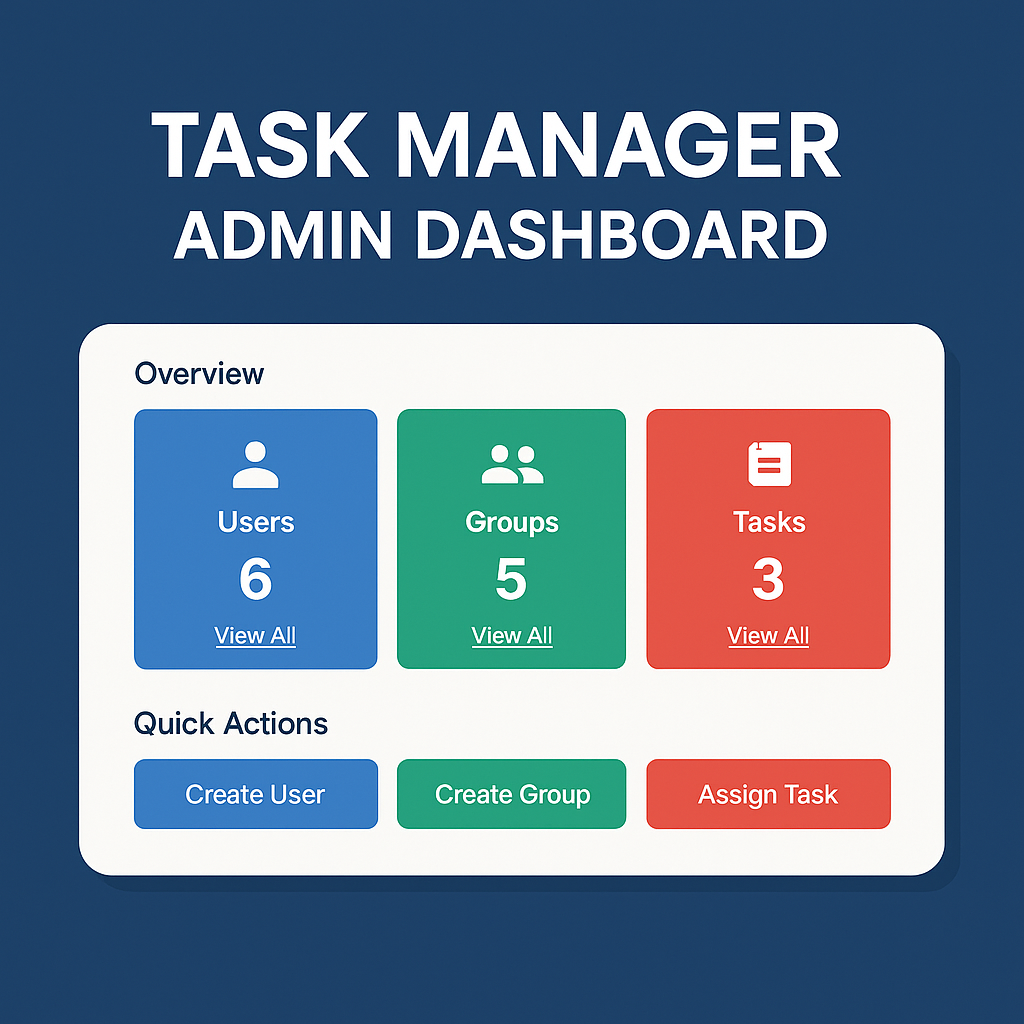 TASK MANAGER
ADMIN DASHBOARD
Overview
Users
6
View All
Groups
5
View All
Tasks
3
View All
Quick Actions
Create User
Create Group
Assign Task